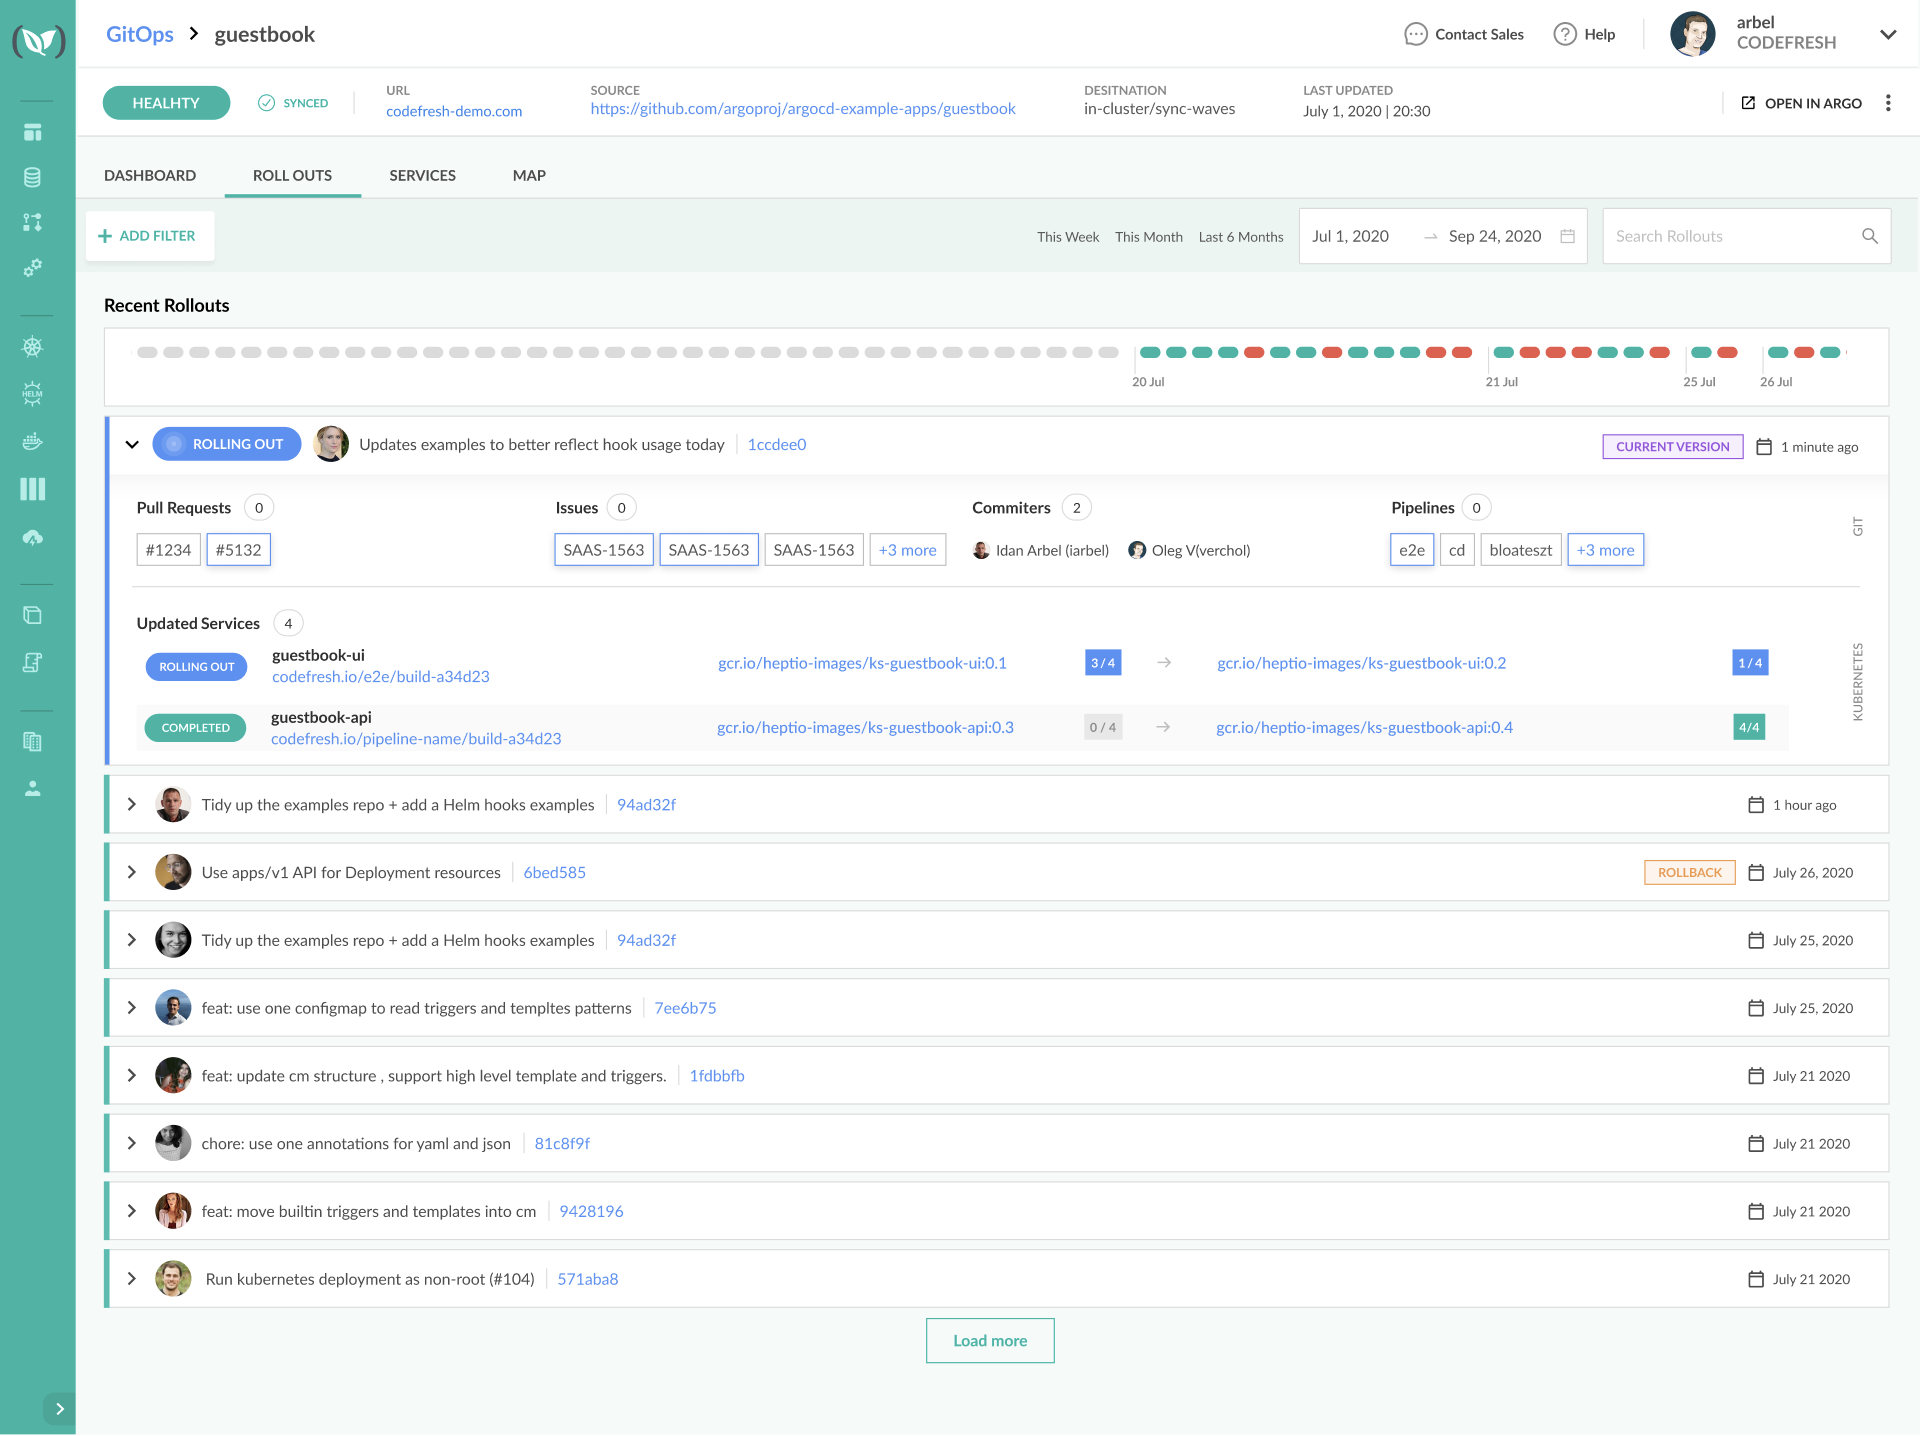 GitOps > guestbook
Contact Sales
Help
arbel
CODEFRESH
HEALHTY
SYNCED
URL
codefresh-demo.com
SOURCE
https://github.com/argoproj/argocd-example-apps/guestbook
DESITNATION
in-cluster/sync-waves
LAST UPDATED
July 1, 2020 | 20:30
OPEN IN ARGO
DASHBOARD
ROLL OUTS
SERVICES
MAP
HELM
+ ADD FILTER
This Week
This Month
Last 6 Months
Jul 1, 2020 → Sep 24, 2020
Search Rollouts
Recent Rollouts
20 Jul
21 Jul
25 Jul
26 Jul
ROLLING OUT
Updates examples to better reflect hook usage today
1ccdee0
CURRENT VERSION
1 minute ago
Pull Requests 0
#1234
#5132
Issues 0
SAAS-1563
SAAS-1563
SAAS-1563
+3 more
Commiters 2
Idan Arbel (iarbel)
Oleg V(verchol)
Pipelines 0
e2e
cd
bloateszt
+3 more
GIT
Updated Services 4
ROLLING OUT
guestbook-ui
codefresh.io/e2e/build-a34d23
gcr.io/heptio-images/ks-guestbook-ui:0.1
3 / 4
→
gcr.io/heptio-images/ks-guestbook-ui:0.2
1 / 4
COMPLETED
guestbook-api
codefresh.io/pipeline-name/build-a34d23
gcr.io/heptio-images/ks-guestbook-api:0.3
0 / 4
→
gcr.io/heptio-images/ks-guestbook-api:0.4
4/4
KUBERNETES
Tidy up the examples repo + add a Helm hooks examples
94ad32f
1 hour ago
Use apps/v1 API for Deployment resources
6bed585
ROLLBACK
July 26, 2020
Tidy up the examples repo + add a Helm hooks examples
94ad32f
July 25, 2020
feat: use one configmap to read triggers and templtes patterns
7ee6b75
July 25, 2020
feat: update cm structure , support high level template and triggers.
1fdbbfb
July 21 2020
chore: use one annotations for yaml and json
81c8f9f
July 21 2020
feat: move builtin triggers and templates into cm
9428196
July 21 2020
Run kubernetes deployment as non-root (#104)
571aba8
July 21 2020
Load more